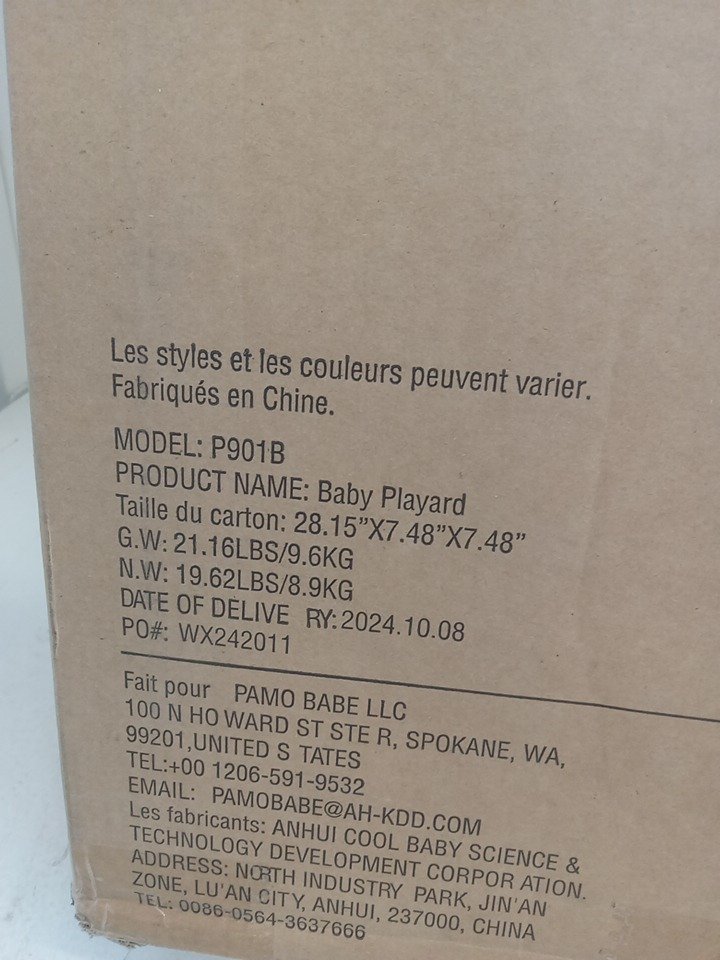 Les styles et les couleurs peuvent varier.
Fabriqués en Chine.
MODEL: P901B
PRODUCT NAME: Baby Playard
Taille du carton: 28.15”X7.48”X7.48”
G.W: 21.16LBS/9.6KG
N.W: 19.62LBS/8.9KG
DATE OF DELIVE RY: 2024.10.08
PO#: WX242011
Fait pour PAMO BABE LLC
100 N HO WARD ST STE R, SPOKANE, WA,
99201,UNITED S TATES
TEL:+00 1206-591-9532
EMAIL: PAMOBABE@AH-KDD.COM
Les fabricants: ANHUI COOL BABY SCIENCE &
TECHNOLOGY DEVELOPMENT CORPOR ATION.
ADDRESS: NORTH INDUSTRY PARK, JIN'AN
ZONE, LU'AN CITY, ANHUI, 237000, CHINA
TEL: 0086-0564-3637666